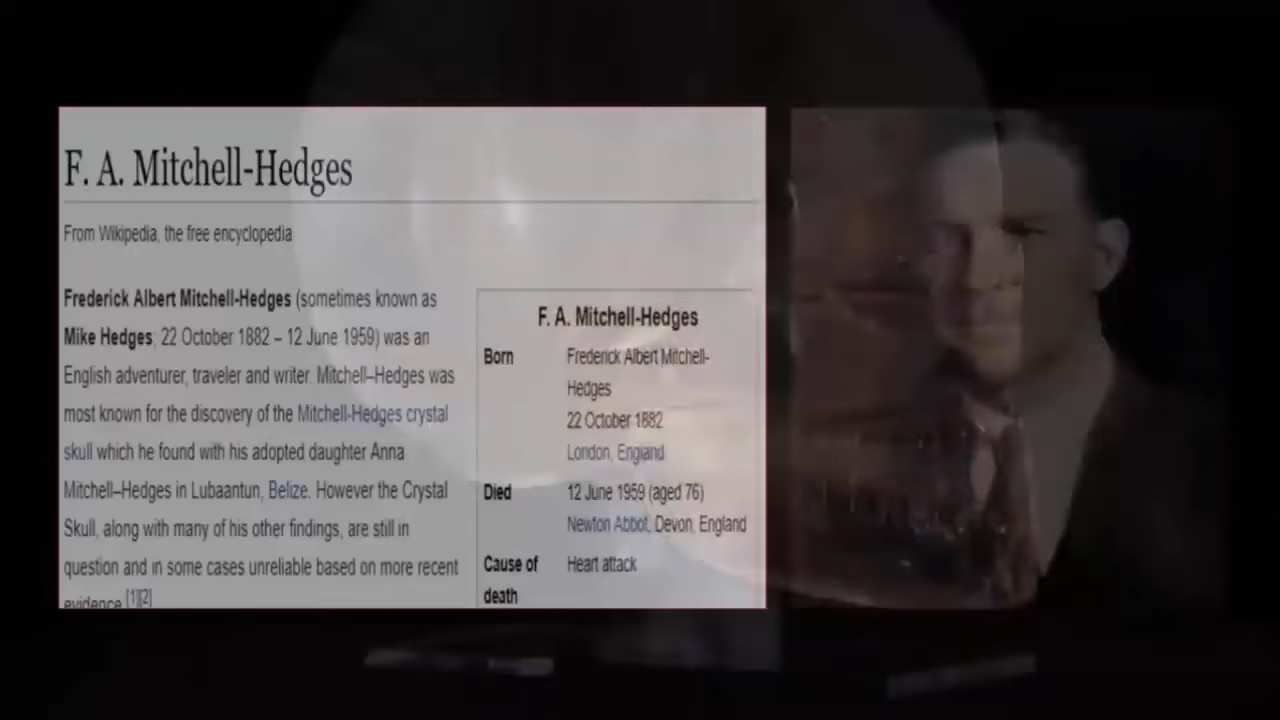 F. A. Mitchell-Hedges
From Wikipedia, the free encyclopedia
Frederick Albert Mitchell-Hedges (sometimes known as
Mike Hedges; 22 October 1882 – 12 June 1959) was an
English adventurer, traveler and writer. Mitchell–Hedges was
most known for the discovery of the Mitchell-Hedges crystal
skull which he found with his adopted daughter Anna
Mitchell–Hedges in Lubaantun, Belize. However the Crystal
Skull, along with many of his other findings, are still in
question and in some cases unreliable based on more recent
evidence.[1][2]
F. A. Mitchell-Hedges
Born
Frederick Albert Mitchell-
Hedges
22 October 1882
London, England
Died
12 June 1959 (aged 76)
Newton Abbot, Devon, England
Cause of
death
Heart attack